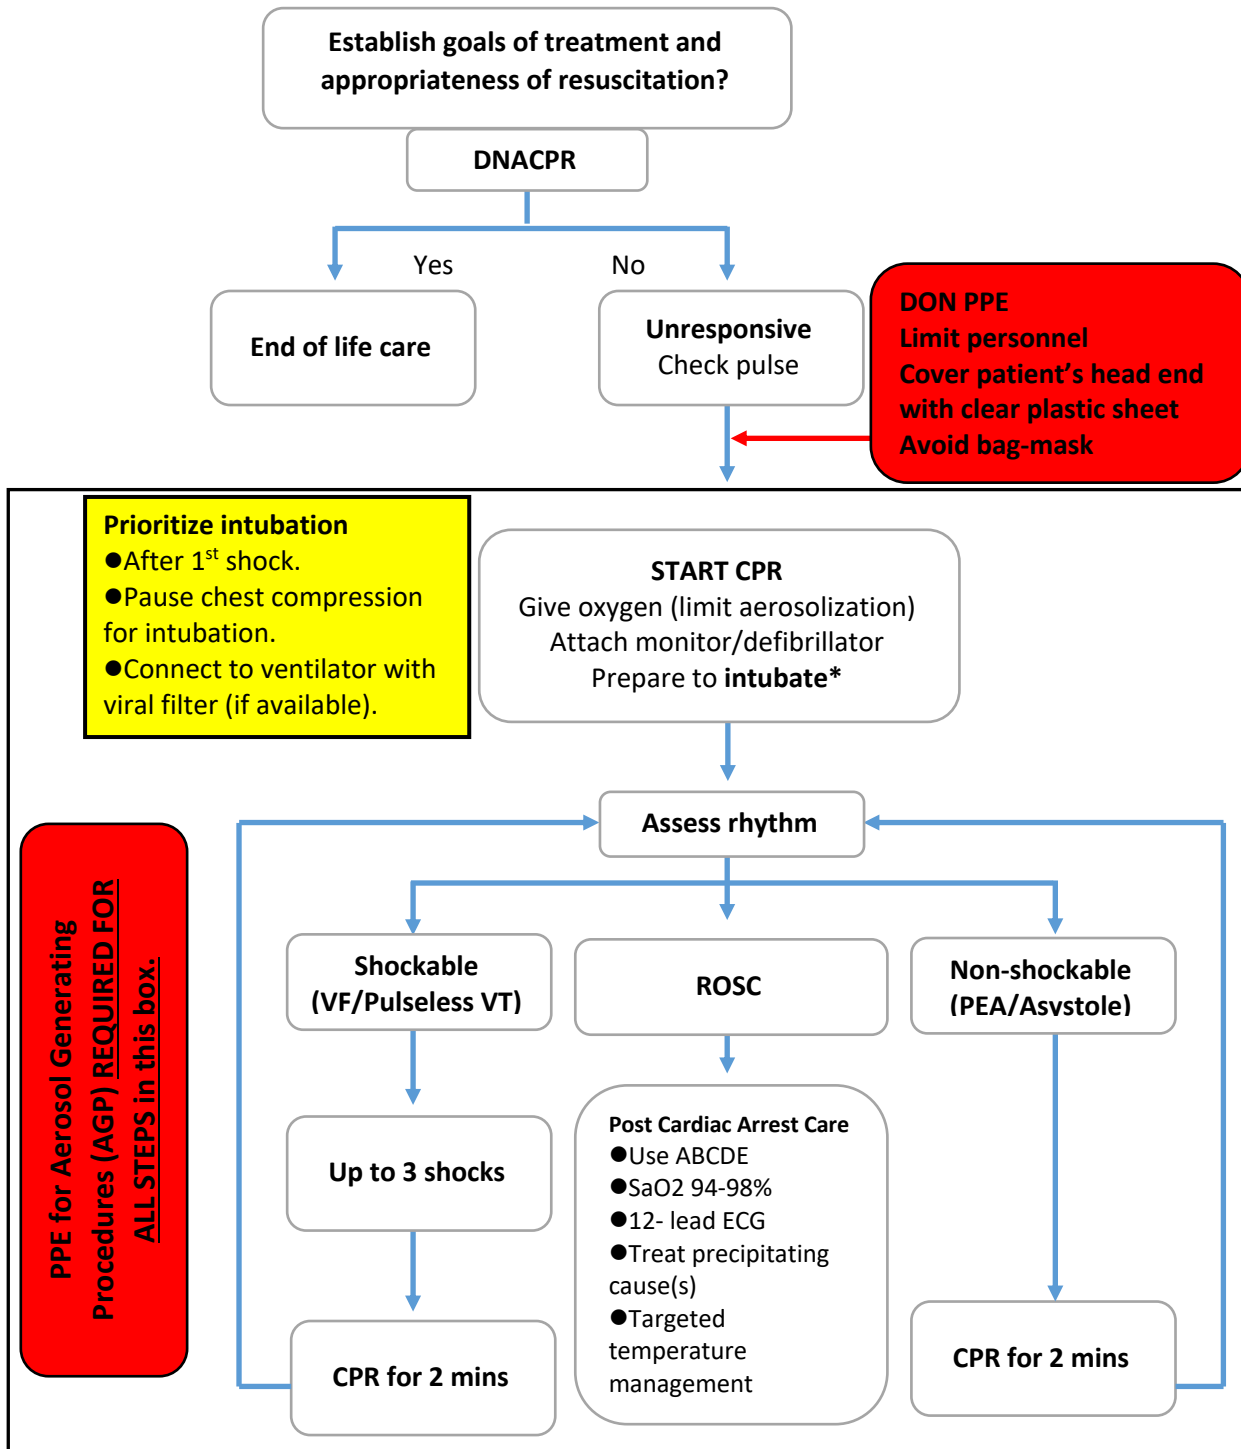 Establish goals of treatment and
appropriateness of resuscitation?
DNACPR
Yes
No
End of life care
Unresponsive
Check pulse
DON PPE
Limit personnel
Cover patient’s head end
with clear plastic sheet
Avoid bag-mask
Prioritize intubation
●After 1st shock.
●Pause chest compression
for intubation.
●Connect to ventilator with
viral filter (if available).
START CPR
Give oxygen (limit aerosolization)
Attach monitor/defibrillator
Prepare to intubate*
Assess rhythm
PPE for Aerosol Generating
Procedures (AGP) REQUIRED FOR
ALL STEPS in this box.
Shockable
(VF/Pulseless VT)
Up to 3 shocks
CPR for 2 mins
ROSC
Post Cardiac Arrest Care
●Use ABCDE
●SaO2 94-98%
●12- lead ECG
●Treat precipitating
cause(s)
●Targeted
temperature
management
Non-shockable
(PEA/Asystole)
CPR for 2 mins